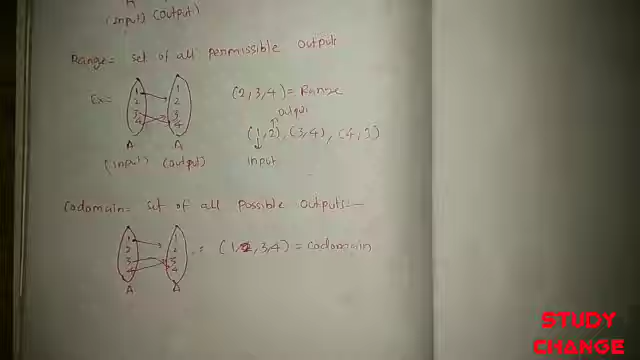 A
(input) (output)
Range = set of all permissible output
Ex = 1 2 3 4 1 2 3 4 (2,3,4) = Range
output
(1,2), (3,4), (4,3)
A A
(input) (output) input
Codomain = set of all possible outputs:—
1 2 3 4 1 2 3 4 = (1,2,3,4) = Codomain
A A
STUDY
CHANGE